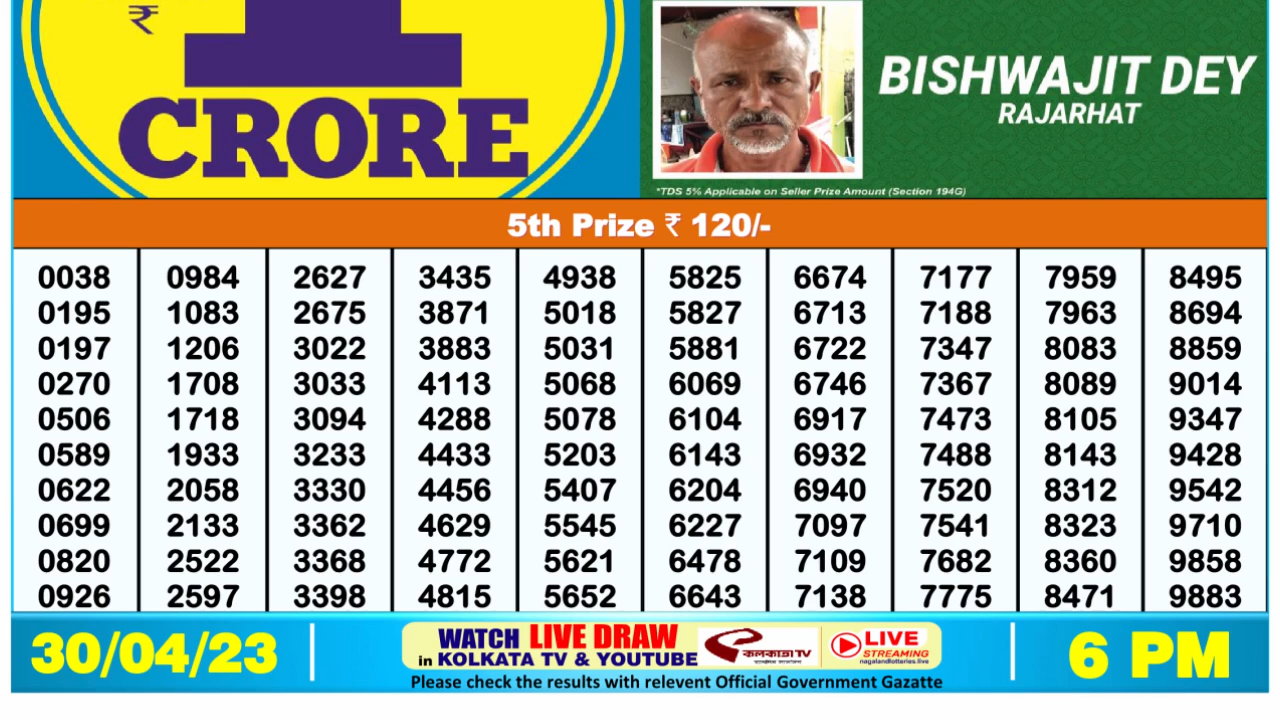 ₹
1
CRORE
BISHWAJIT DEY
RAJARHAT
*TDS 5% Applicable on Seller Prize Amount (Section 194G)
5th Prize ₹ 120/-
0038 0984 2627 3435 4938 5825 6674 7177 7959 8495
0195 1083 2675 3871 5018 5827 6713 7188 7963 8694
0197 1206 3022 3883 5031 5881 6722 7347 8083 8859
0270 1708 3033 4113 5068 6069 6746 7367 8089 9014
0506 1718 3094 4288 5078 6104 6917 7473 8105 9347
0589 1933 3233 4433 5203 6143 6932 7488 8143 9428
0622 2058 3330 4456 5407 6204 6940 7520 8312 9542
0699 2133 3362 4629 5545 6227 7097 7541 8323 9710
0820 2522 3368 4772 5621 6478 7109 7682 8360 9858
0926 2597 3398 4815 5652 6643 7138 7775 8471 9883
30/04/23
WATCH LIVE DRAW
in KOLKATA TV & YOUTUBE
কলকাতা TV
LIVE
STREAMING
nagalandlotteries.live
6 PM
Please check the results with relevent Official Government Gazatte